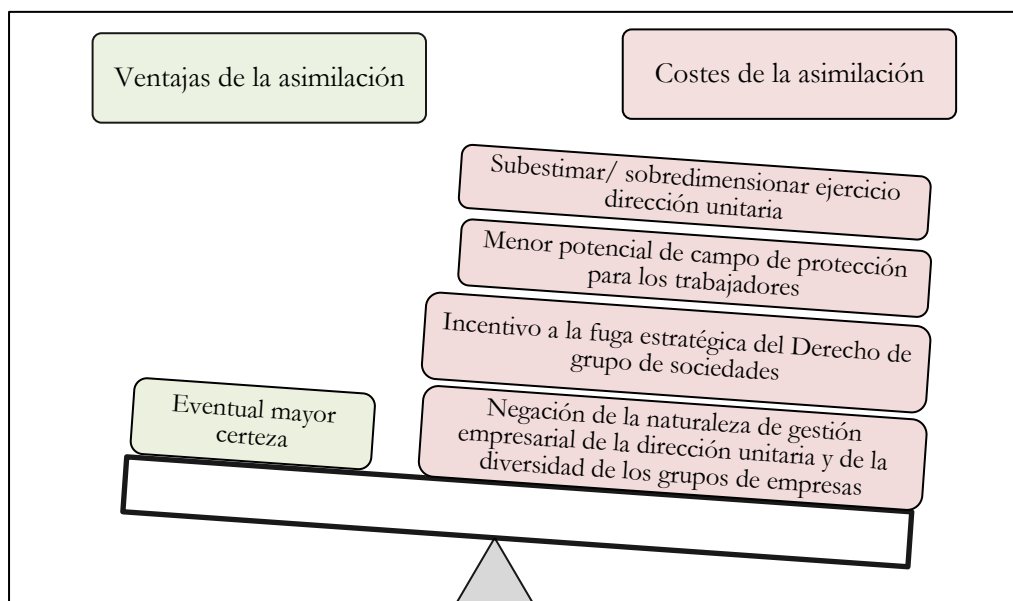 Ventajas de la asimilación
Costes de la asimilación
Subestimar/ sobredimensionar ejercicio
dirección unitaria
Menor potencial de campo de protección
para los trabajadores
Incentivo a la fuga estratégica del Derecho de
grupo de sociedades
Eventual mayor
certeza
Negación de la naturaleza de gestión
empresarial de la dirección unitaria y de la
diversidad de los grupos de empresas